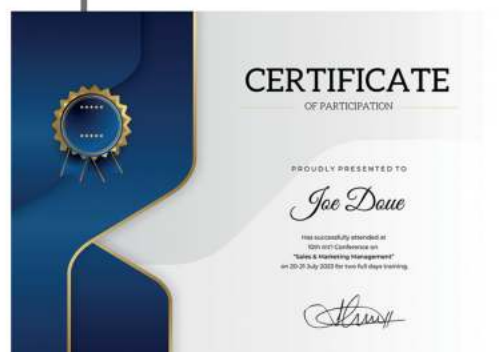 CERTIFICATE
OF PARTICIPATION
PROUDLY PRESENTED TO
Joe Doue
Has successfully attended at
10th Int'l Conference on
"Sales & Marketing Management"
on 20-21 July 2023 for two full days training.